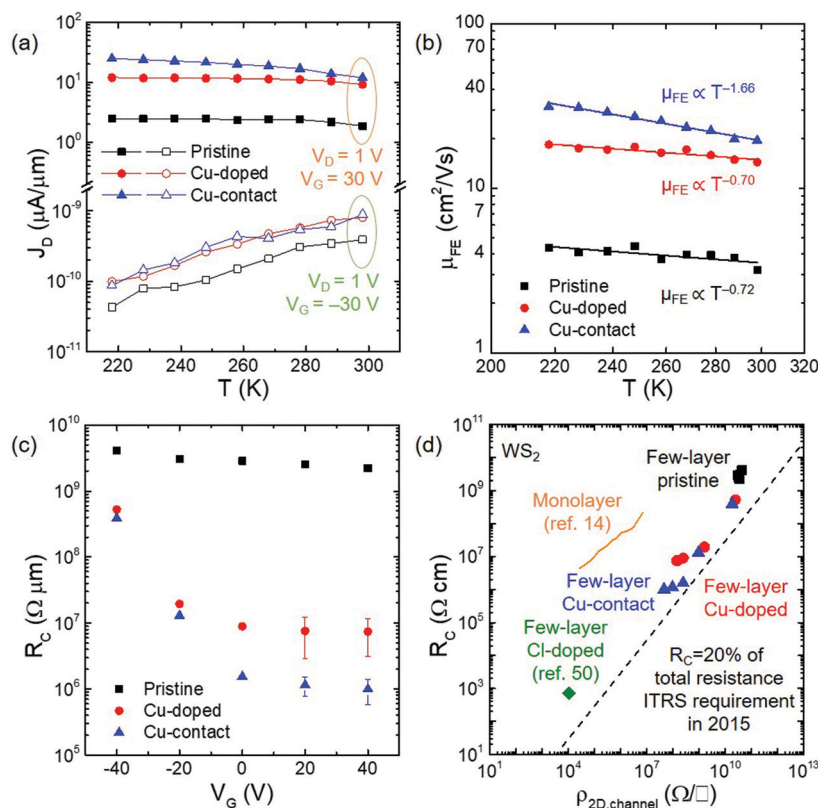 (a)
10²
10¹
10⁰
10⁻⁹
10⁻¹⁰
10⁻¹¹
J_D (μA/μm)
Pristine
Cu-doped
Cu-contact
V_D = 1 V
V_G = 30 V
V_D = 1 V
V_G = −30 V
220 240 260 280 300
T (K)
(b)
80
40
10
8
4
1
μ_FE (cm²/Vs)
μ_FE ∝ T⁻¹·⁶⁶
μ_FE ∝ T⁻⁰·⁷⁰
μ_FE ∝ T⁻⁰·⁷²
Pristine
Cu-doped
Cu-contact
200 220 240 260 280 300 320
T (K)
(c)
10¹⁰
10⁹
10⁸
10⁷
10⁶
10⁵
R_C (Ω μm)
Pristine
Cu-doped
Cu-contact
-40 -20 0 20 40
V_G (V)
(d)
10¹¹
10⁹
10⁷
10⁵
10³
10¹
R_C (Ω cm)
WS₂
Few-layer
pristine
Monolayer
(ref. 14)
Few-layer
Cu-contact
Few-layer
Cu-doped
Few-layer
Cl-doped
(ref. 50)
R_C=20% of
total resistance
ITRS requirement
in 2015
10¹ 10⁴ 10⁷ 10¹⁰ 10¹³
ρ_2D,channel (Ω/□)